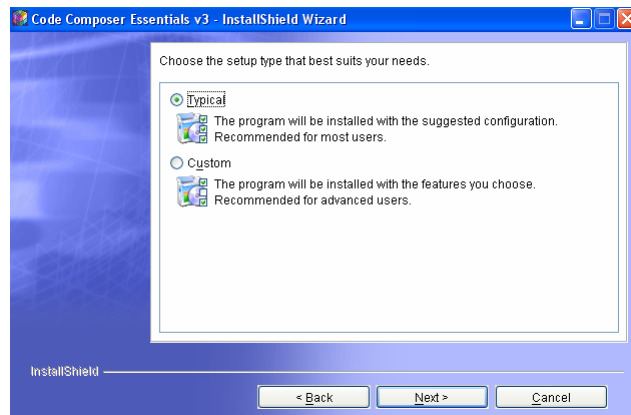 Code Composer Essentials v3 - InstallShield Wizard
Choose the setup type that best suits your needs.
Typical
The program will be installed with the suggested configuration.
Recommended for most users.
Custom
The program will be installed with the features you choose.
Recommended for advanced users.
InstallShield
< Back
Next >
Cancel